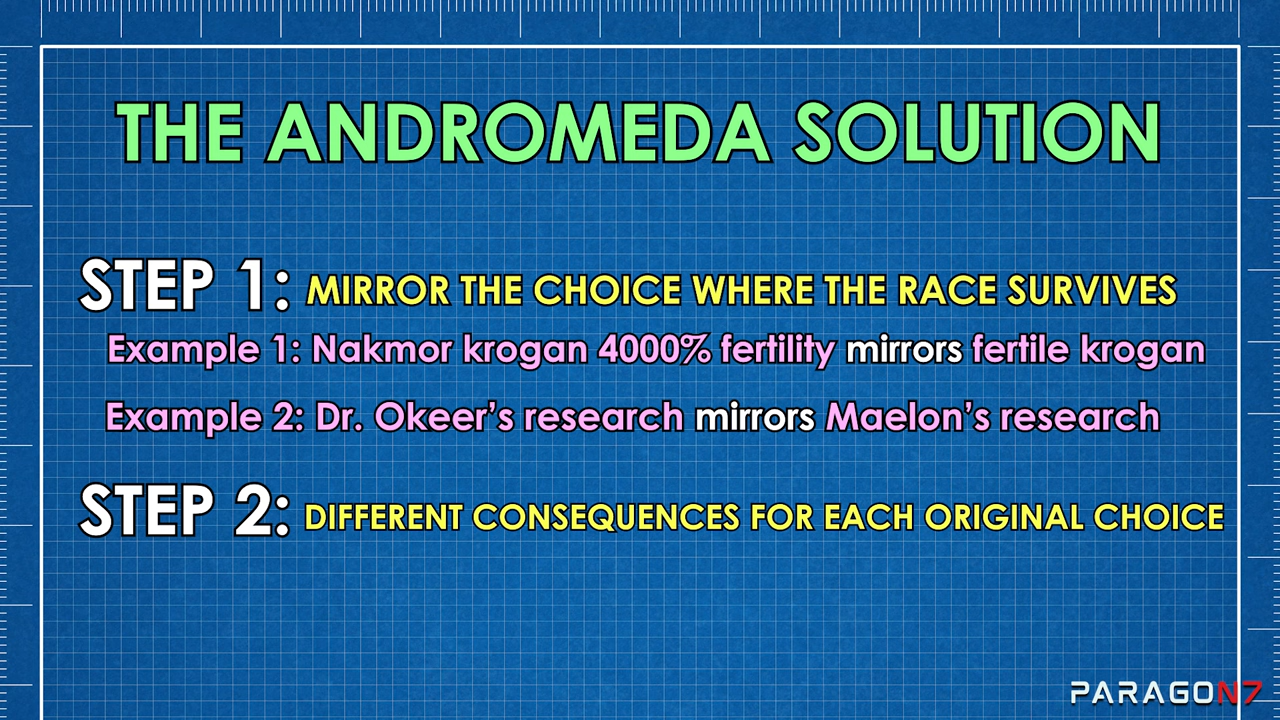 THE ANDROMEDA SOLUTION
STEP 1: MIRROR THE CHOICE WHERE THE RACE SURVIVES
Example 1: Nakmor krogan 4000% fertility mirrors fertile krogan
Example 2: Dr. Okeer's research mirrors Maelon's research
STEP 2: DIFFERENT CONSEQUENCES FOR EACH ORIGINAL CHOICE
PARAGON7